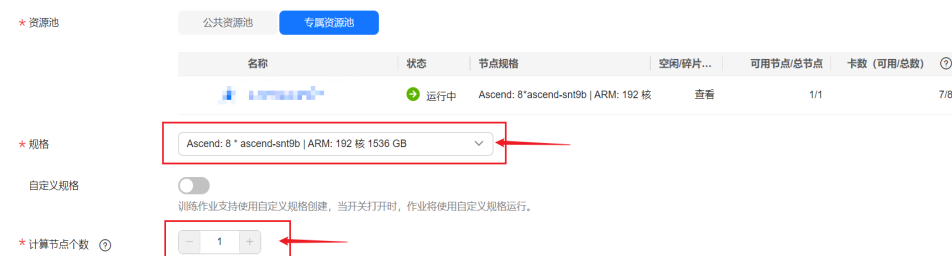 * 资源池 公共资源池 专属资源池
名称 状态 节点规格 空闲/碎片... 可用节点/总节点 卡数（可用/总数） ?
运行中 Ascend: 8*ascend-snt9b | ARM: 192 核 查看 1/1 7/8
* 规格 Ascend: 8 * ascend-snt9b | ARM: 192 核 1536 GB
自定义规格
训练作业支持使用自定义规格创建，当开关打开时，作业将使用自定义规格运行。
* 计算节点个数 ? − 1 +